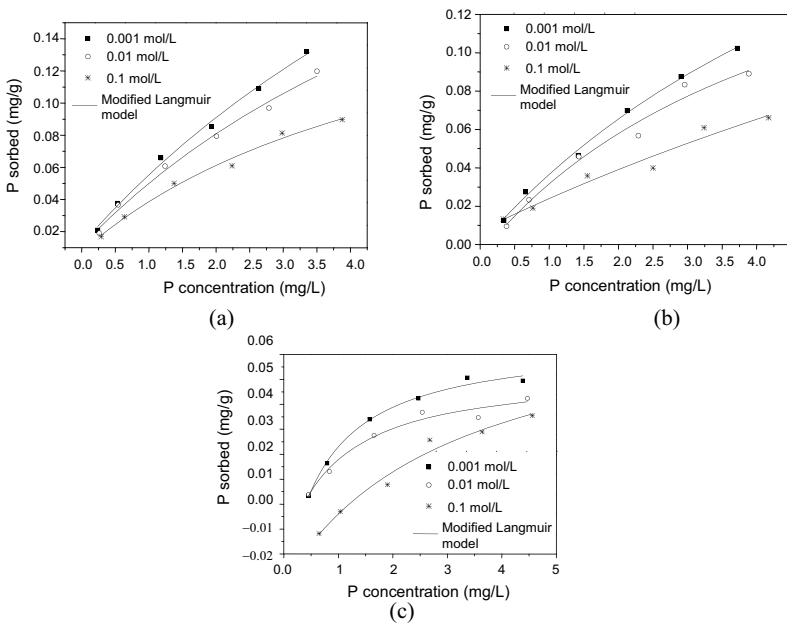 0.14
0.12
0.10
0.08
0.06
0.04
0.02
P sorbed (mg/g)
0.001 mol/L
0.01 mol/L
0.1 mol/L
Modified Langmuir
model
0.0 0.5 1.0 1.5 2.0 2.5 3.0 3.5 4.0
P concentration (mg/L)
(a)
0.12
0.10
0.08
0.06
0.04
0.02
0.00
P sorbed (mg/g)
0.001 mol/L
0.01 mol/L
0.1 mol/L
Modified Langmuir
model
0.0 0.5 1.0 1.5 2.0 2.5 3.0 3.5 4.0
P concentration (mg/L)
(b)
0.06
0.05
0.04
0.03
0.02
0.01
0.00
−0.01
−0.02
P sorbed (mg/g)
0.001 mol/L
0.01 mol/L
0.1 mol/L
Modified Langmuir
model
0.0 1 2 3 4 5
P concentration (mg/L)
(c)